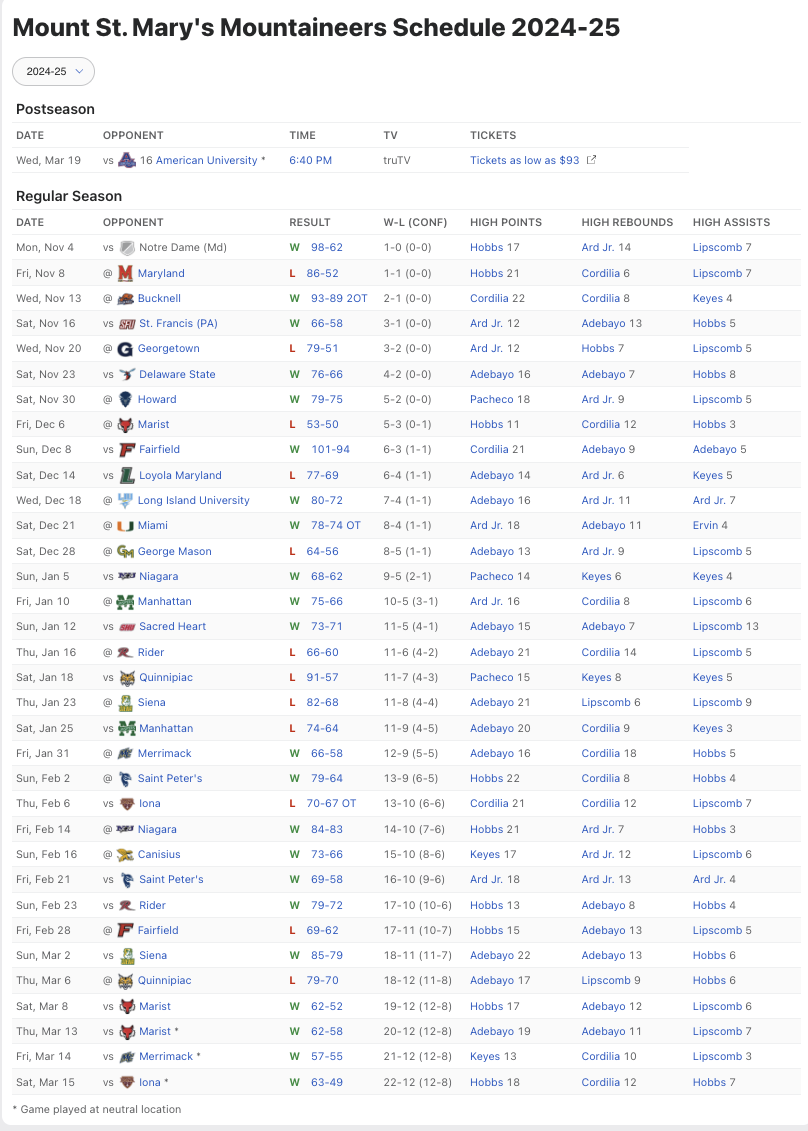 Mount St. Mary's Mountaineers Schedule 2024-25
2024-25
Postseason
DATE OPPONENT TIME TV TICKETS
Wed, Mar 19 vs 16 American University * 6:40 PM truTV Tickets as low as $93
Regular Season
DATE OPPONENT RESULT W-L (CONF) HIGH POINTS HIGH REBOUNDS HIGH ASSISTS
Mon, Nov 4 vs Notre Dame (Md) W 98-62 1-0 (0-0) Hobbs 17 Ard Jr. 14 Lipscomb 7
Fri, Nov 8 @ Maryland L 86-52 1-1 (0-0) Hobbs 21 Cordilia 6 Lipscomb 7
Wed, Nov 13 @ Bucknell W 93-89 2OT 2-1 (0-0) Cordilia 22 Cordilia 8 Keyes 4
Sat, Nov 16 vs St. Francis (PA) W 66-58 3-1 (0-0) Ard Jr. 12 Adebayo 13 Hobbs 5
Wed, Nov 20 @ Georgetown L 79-51 3-2 (0-0) Ard Jr. 12 Hobbs 7 Lipscomb 5
Sat, Nov 23 vs Delaware State W 76-66 4-2 (0-0) Adebayo 16 Adebayo 7 Hobbs 8
Sat, Nov 30 @ Howard W 79-75 5-2 (0-0) Pacheco 18 Ard Jr. 9 Lipscomb 5
Fri, Dec 6 @ Marist L 53-50 5-3 (0-1) Hobbs 11 Cordilia 12 Hobbs 3
Sun, Dec 8 vs Fairfield W 101-94 6-3 (1-1) Cordilia 21 Adebayo 9 Adebayo 5
Sat, Dec 14 vs Loyola Maryland L 77-69 6-4 (1-1) Adebayo 14 Ard Jr. 6 Keyes 5
Wed, Dec 18 @ Long Island University W 80-72 7-4 (1-1) Adebayo 16 Ard Jr. 11 Ard Jr. 7
Sat, Dec 21 @ Miami W 78-74 OT 8-4 (1-1) Ard Jr. 18 Adebayo 11 Ervin 4
Sat, Dec 28 @ George Mason L 64-56 8-5 (1-1) Adebayo 13 Ard Jr. 9 Lipscomb 5
Sun, Jan 5 vs Niagara W 68-62 9-5 (2-1) Pacheco 14 Keyes 6 Keyes 4
Fri, Jan 10 @ Manhattan W 75-66 10-5 (3-1) Ard Jr. 16 Cordilia 8 Lipscomb 6
Sun, Jan 12 vs Sacred Heart W 73-71 11-5 (4-1) Adebayo 15 Adebayo 7 Lipscomb 13
Thu, Jan 16 @ Rider L 66-60 11-6 (4-2) Adebayo 21 Cordilia 14 Lipscomb 5
Sat, Jan 18 vs Quinnipiac L 91-57 11-7 (4-3) Pacheco 15 Keyes 8 Keyes 5
Thu, Jan 23 @ Siena L 82-68 11-8 (4-4) Adebayo 21 Lipscomb 6 Lipscomb 9
Sat, Jan 25 vs Manhattan L 74-64 11-9 (4-5) Adebayo 20 Cordilia 9 Keyes 3
Fri, Jan 31 @ Merrimack W 66-58 12-9 (5-5) Adebayo 16 Cordilia 18 Hobbs 5
Sun, Feb 2 @ Saint Peter's W 79-64 13-9 (6-5) Hobbs 22 Cordilia 8 Hobbs 4
Thu, Feb 6 vs Iona L 70-67 OT 13-10 (6-6) Cordilia 21 Cordilia 12 Lipscomb 7
Fri, Feb 14 @ Niagara W 84-83 14-10 (7-6) Hobbs 21 Ard Jr. 7 Hobbs 3
Sun, Feb 16 @ Canisius W 73-66 15-10 (8-6) Keyes 17 Ard Jr. 12 Lipscomb 6
Fri, Feb 21 vs Saint Peter's W 69-58 16-10 (9-6) Ard Jr. 18 Ard Jr. 13 Ard Jr. 4
Sun, Feb 23 vs Rider W 79-72 17-10 (10-6) Hobbs 13 Adebayo 8 Hobbs 4
Fri, Feb 28 @ Fairfield L 69-62 17-11 (10-7) Hobbs 15 Adebayo 13 Lipscomb 5
Sun, Mar 2 vs Siena W 85-79 18-11 (11-7) Adebayo 22 Adebayo 13 Hobbs 6
Thu, Mar 6 @ Quinnipiac L 79-70 18-12 (11-8) Adebayo 17 Lipscomb 9 Hobbs 6
Sat, Mar 8 vs Marist W 62-52 19-12 (12-8) Hobbs 17 Adebayo 12 Lipscomb 6
Thu, Mar 13 vs Marist * W 62-58 20-12 (12-8) Adebayo 19 Adebayo 11 Lipscomb 7
Fri, Mar 14 vs Merrimack * W 57-55 21-12 (12-8) Keyes 13 Cordilia 10 Lipscomb 3
Sat, Mar 15 vs Iona * W 63-49 22-12 (12-8) Hobbs 18 Cordilia 12 Hobbs 7
* Game played at neutral location